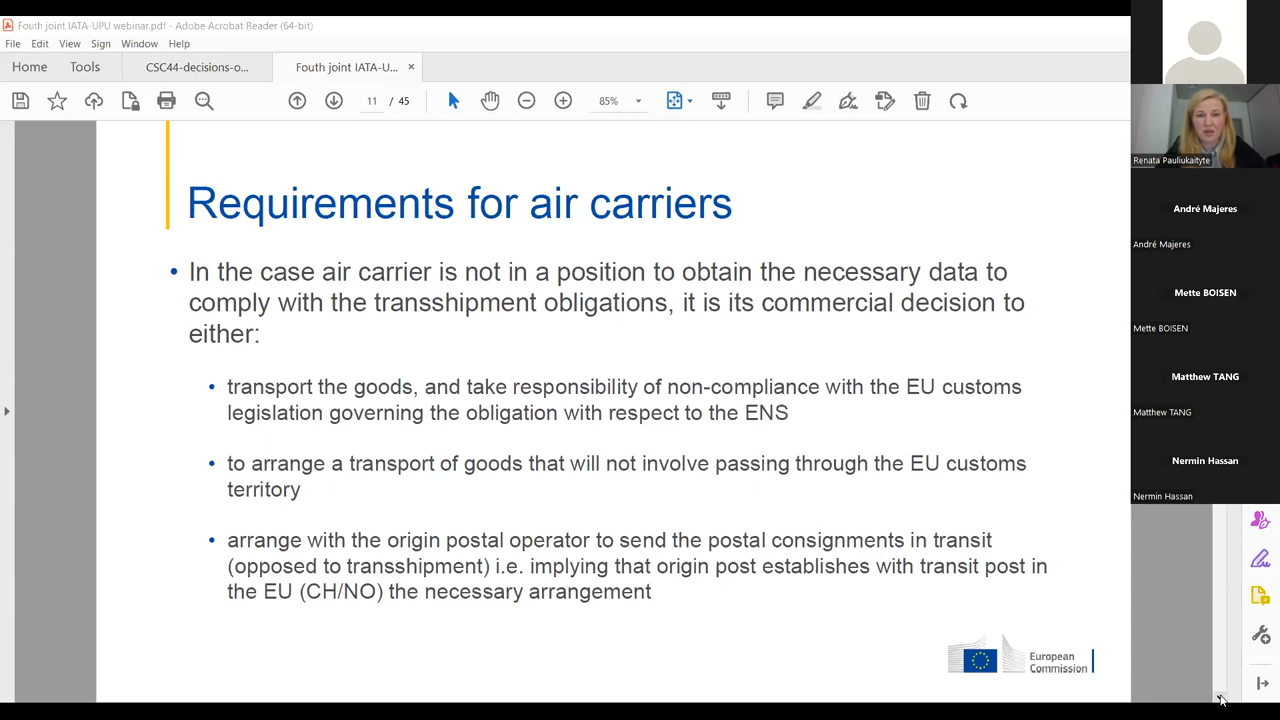 Fouth joint IATA-UPU webinar.pdf - Adobe Acrobat Reader (64-bit)
File Edit View Sign Window Help
Home Tools CSC44-decisions-o... Fouth joint IATA-U... ×
11 / 45 85%
Requirements for air carriers
• In the case air carrier is not in a position to obtain the necessary data to
comply with the transshipment obligations, it is its commercial decision to
either:
• transport the goods, and take responsibility of non-compliance with the EU customs
legislation governing the obligation with respect to the ENS
• to arrange a transport of goods that will not involve passing through the EU customs
territory
• arrange with the origin postal operator to send the postal consignments in transit
(opposed to transshipment) i.e. implying that origin post establishes with transit post in
the EU (CH/NO) the necessary arrangement
European
Commission
Renata Pauliukaityte
André Majeres
André Majeres
Mette BOISEN
Mette BOISEN
Matthew TANG
Matthew TANG
Nermin Hassan
Nermin Hassan